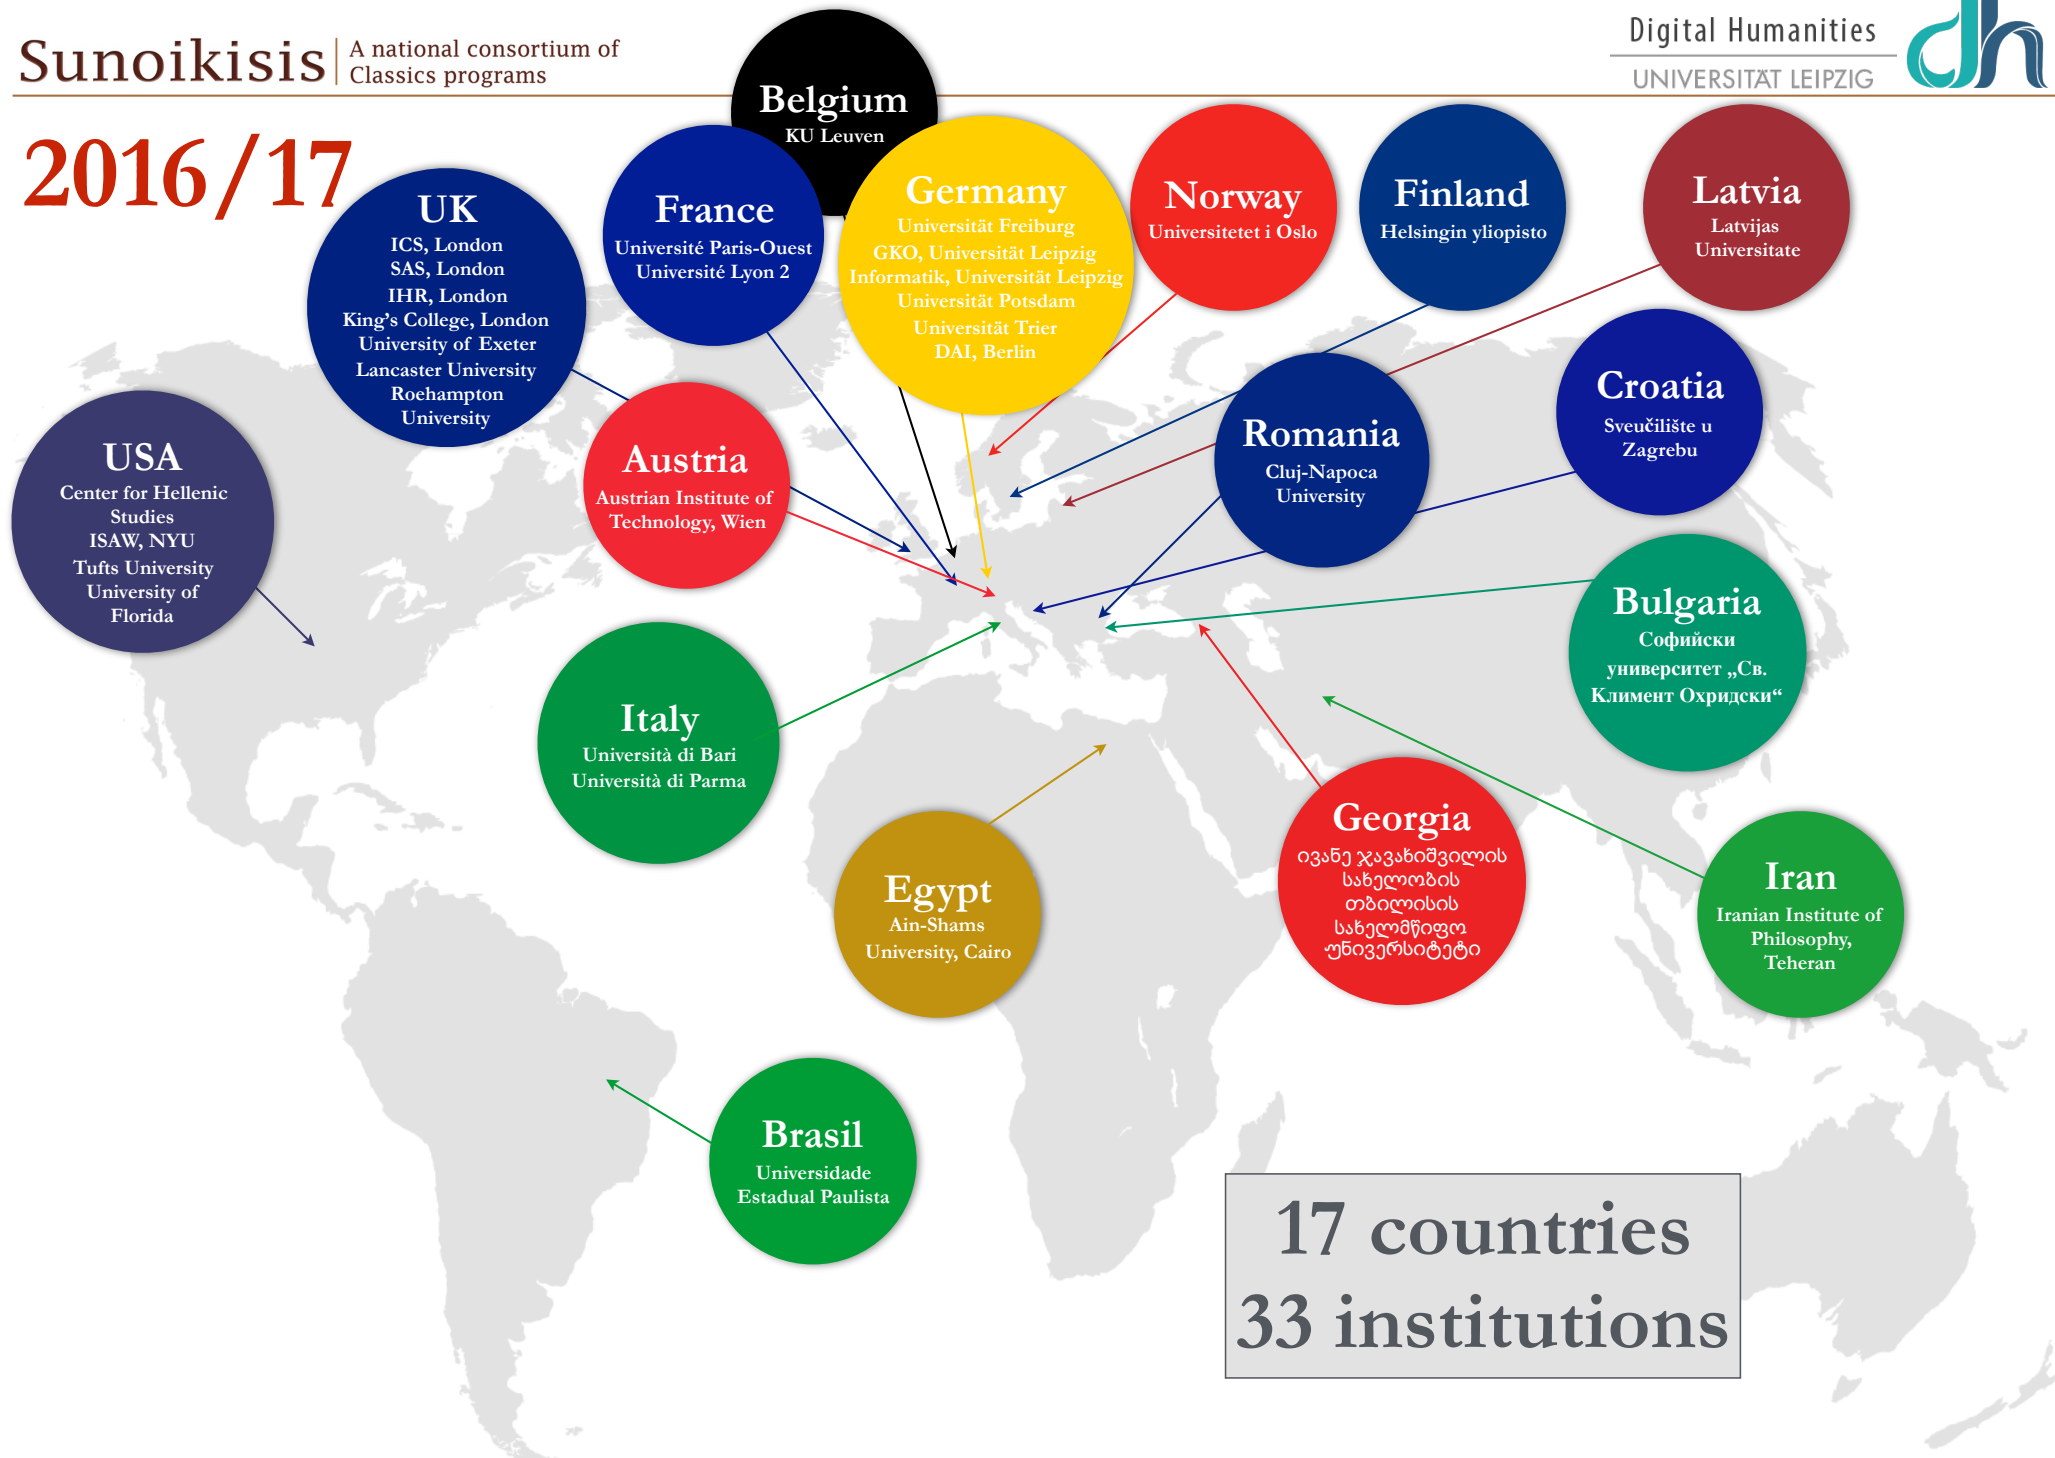 Sunoikisis
A national consortium of
Classics programs
Digital Humanities
UNIVERSITÄT LEIPZIG
dh
2016/17
Belgium
KU Leuven
UK
ICS, London
SAS, London
IHR, London
King's College, London
University of Exeter
Lancaster University
Roehampton
University
France
Université Paris-Ouest
Université Lyon 2
Germany
Universität Freiburg
GKO, Universität Leipzig
Informatik, Universität Leipzig
Universität Potsdam
Universität Trier
DAI, Berlin
Norway
Universitetet i Oslo
Finland
Helsingin yliopisto
Latvia
Latvijas
Universitate
USA
Center for Hellenic
Studies
ISAW, NYU
Tufts University
University of
Florida
Austria
Austrian Institute of
Technology, Wien
Romania
Cluj-Napoca
University
Croatia
Sveučilište u
Zagrebu
Bulgaria
Софийски
университет „Св.
Климент Охридски“
Italy
Università di Bari
Università di Parma
Egypt
Ain-Shams
University, Cairo
Georgia
ივანე ჯავახიშვილის
სახელობის
თბილისის
სახელმწიფო
უნივერსიტეტი
Iran
Iranian Institute of
Philosophy,
Teheran
Brasil
Universidade
Estadual Paulista
17 countries
33 institutions